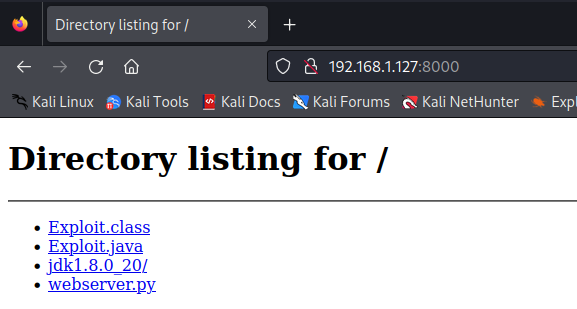 Directory listing for /
192.168.1.127:8000
Kali Linux Kali Tools Kali Docs Kali Forums Kali NetHunter Expl
Directory listing for /
Exploit.class
Exploit.java
jdk1.8.0_20/
webserver.py